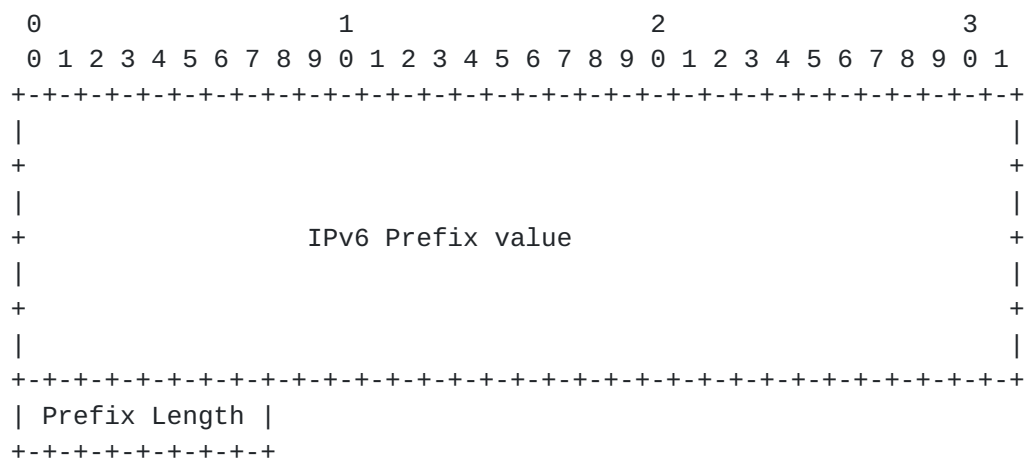 0                   1                   2                   3
 0 1 2 3 4 5 6 7 8 9 0 1 2 3 4 5 6 7 8 9 0 1 2 3 4 5 6 7 8 9 0 1
+-+-+-+-+-+-+-+-+-+-+-+-+-+-+-+-+-+-+-+-+-+-+-+-+-+-+-+-+-+-+-+-+
|                                                               |
+                                                               +
|                                                               |
+                  IPv6 Prefix value                            +
|                                                               |
+                                                               +
|                                                               |
+-+-+-+-+-+-+-+-+-+-+-+-+-+-+-+-+-+-+-+-+-+-+-+-+-+-+-+-+-+-+-+-+
| Prefix Length |
+-+-+-+-+-+-+-+-+